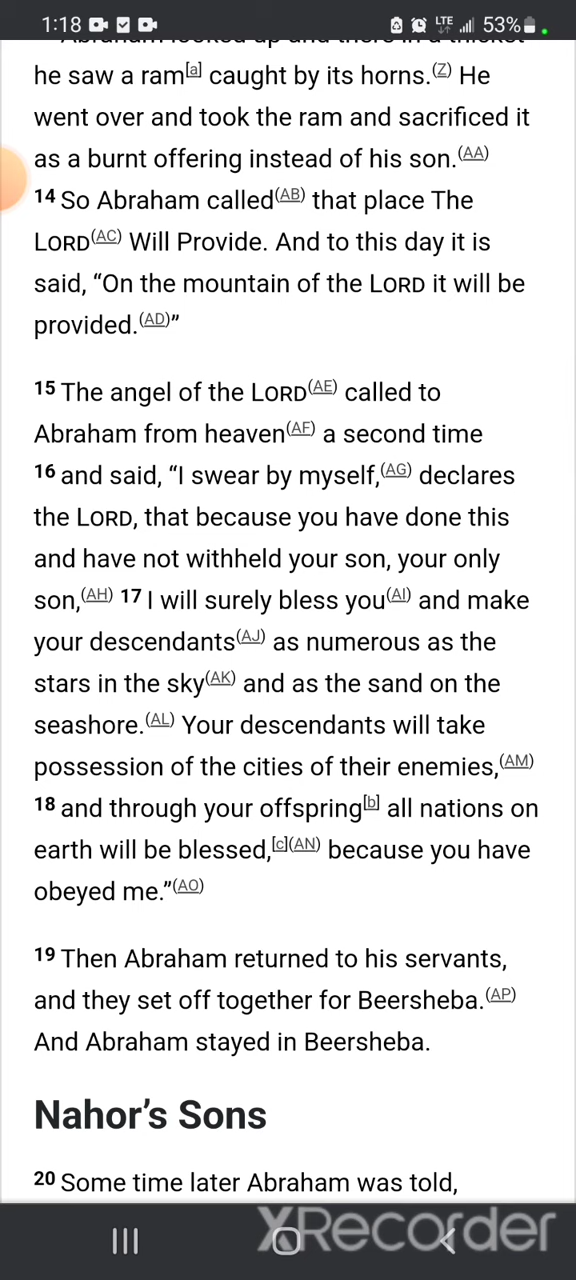 1:18 LTE 53%
Abraham looked up and there in a thicket
he saw a ram[a] caught by its horns.(Z) He
went over and took the ram and sacrificed it
as a burnt offering instead of his son.(AA)
14 So Abraham called(AB) that place The
LORD(AC) Will Provide. And to this day it is
said, “On the mountain of the LORD it will be
provided.(AD)”
15 The angel of the LORD(AE) called to
Abraham from heaven(AF) a second time
16 and said, “I swear by myself,(AG) declares
the LORD, that because you have done this
and have not withheld your son, your only
son,(AH) 17 I will surely bless you(AI) and make
your descendants(AJ) as numerous as the
stars in the sky(AK) and as the sand on the
seashore.(AL) Your descendants will take
possession of the cities of their enemies,(AM)
18 and through your offspring[b] all nations on
earth will be blessed,[c](AN) because you have
obeyed me.”(AO)
19 Then Abraham returned to his servants,
and they set off together for Beersheba.(AP)
And Abraham stayed in Beersheba.
Nahor’s Sons
20 Some time later Abraham was told,
XRecorder